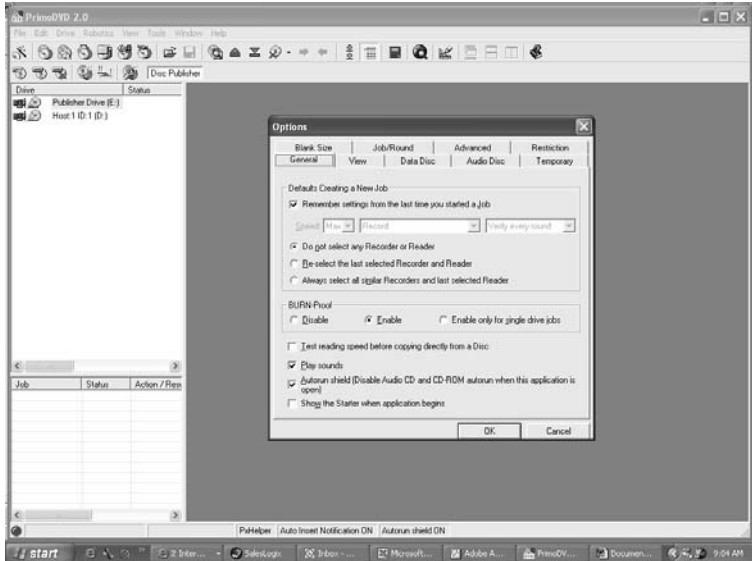 PrimoDVD 2.0
File Edit Drive Robotics View Tools Window Help
Disc Publisher
Drive Status
Publisher Drive (E:)
Host 1 ID:1 (D:)
Options
Blank Size Job/Round Advanced Restriction
General View Data Disc Audio Disc Temporary
Defaults Creating a New Job
Remember settings from the last time you started a Job
Speed: Max Record Verify every round
Do not select any Recorder or Reader
Re-select the last selected Recorder and Reader
Always select all similar Recorders and last selected Reader
BURN-Proof
Disable Enable Enable only for single drive jobs
Test reading speed before copying directly from a Disc
Play sounds
Autorun shield (Disable Audio CD and CD-ROM autorun when this application is
open)
Show the Starter when application begins
OK Cancel
Job Status Action / Res
PxHelper Auto Insert Notification ON Autorun shield ON
start 2 Inter... SalesLogix Inbox - ... Microsoft... Adobe A... PrimoDV... Documen... 9:04 AM